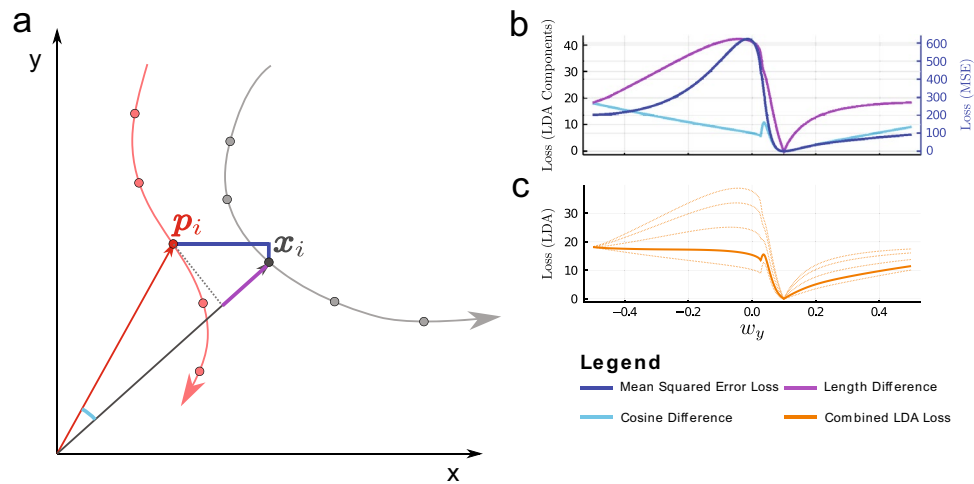 a
y
p_i
x_i
x
b
Loss (LDA Components)
40
30
20
10
0
600
500
400
300
200
100
0
Loss (MSE)
c
Loss (LDA)
30
20
10
0
−0.4 −0.2 0.0 0.2 0.4
w_y
Legend
Mean Squared Error Loss Length Difference
Cosine Difference Combined LDA Loss